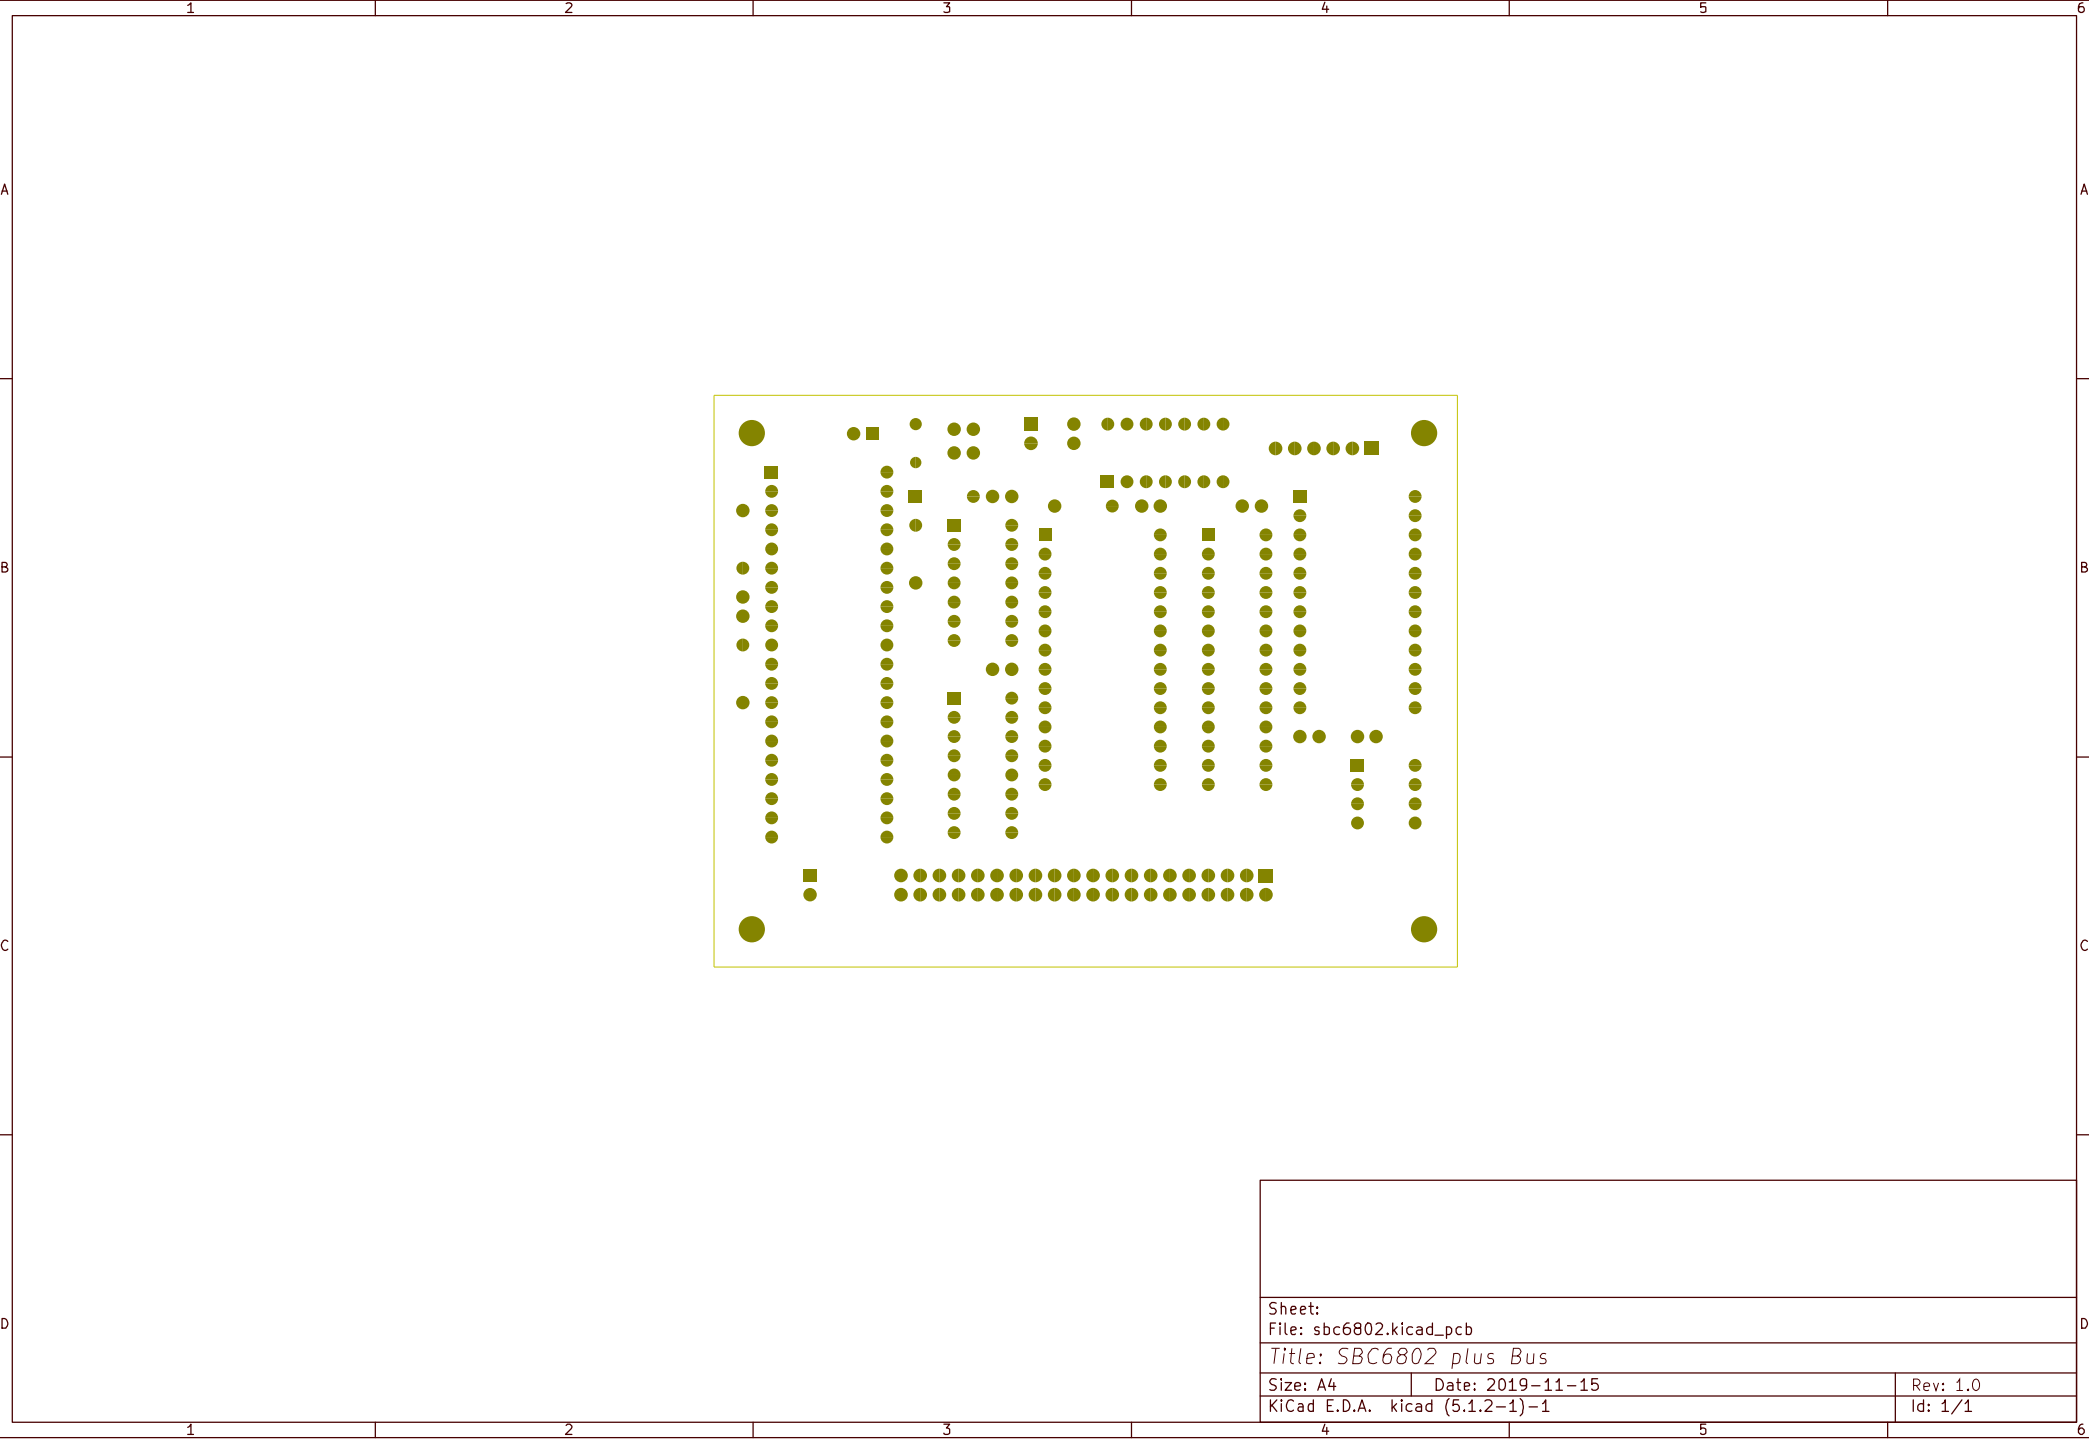 1 2 3 4 5 6
A A
B B
C C
Sheet:
D D
File: sbc6802.kicad_pcb
Title: SBC6802 plus Bus
Size: A4 Date: 2019-11-15 Rev: 1.0
KiCad E.D.A. kicad (5.1.2-1)-1 Id: 1/1
1 2 3 4 5 6